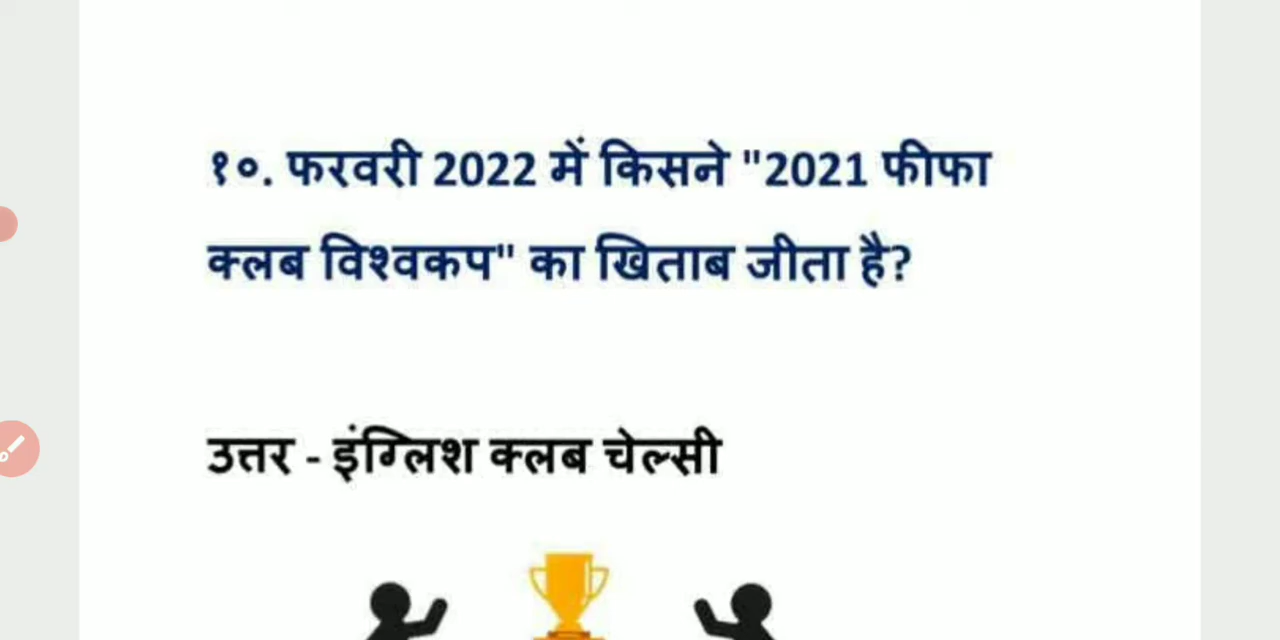 १०. फरवरी 2022 में किसने "2021 फीफा
क्लब विश्वकप" का खिताब जीता है?
उत्तर - इंग्लिश क्लब चेल्सी